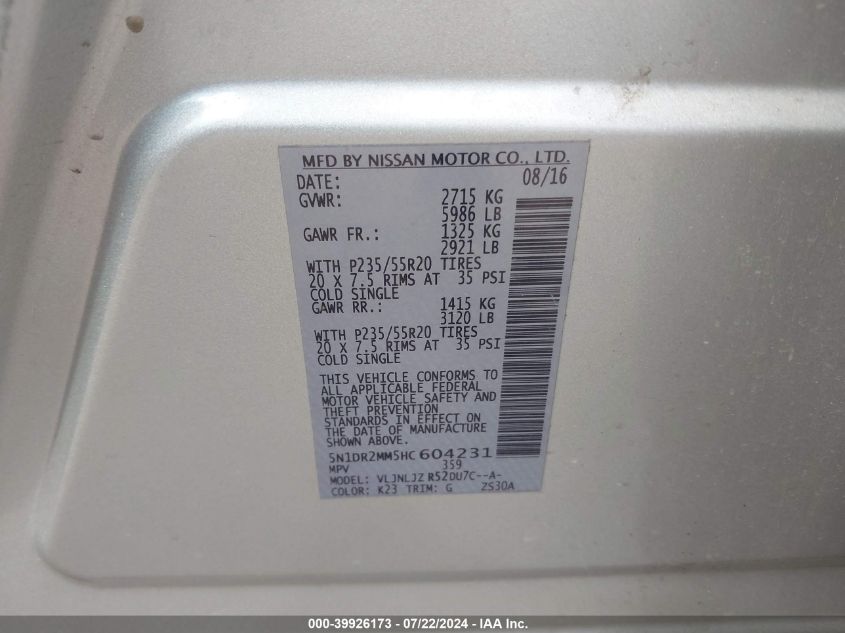 MFD BY NISSAN MOTOR CO., LTD.
DATE: 08/16
GVWR: 2715 KG
5986 LB
GAWR FR.: 1325 KG
2921 LB
WITH P235/55R20 TIRES
20 X 7.5 RIMS AT 35 PSI
COLD SINGLE
GAWR RR.: 1415 KG
3120 LB
WITH P235/55R20 TIRES
20 X 7.5 RIMS AT 35 PSI
COLD SINGLE
THIS VEHICLE CONFORMS TO
ALL APPLICABLE FEDERAL
MOTOR VEHICLE SAFETY AND
THEFT PREVENTION
STANDARDS IN EFFECT ON
THE DATE OF MANUFACTURE
SHOWN ABOVE.
5N1DR2MM5HC604231
MPV 359
MODEL: VLJNLJZ R52DU7C--A-
COLOR: K23 TRIM: G ZS30A
000-39926173 - 07/22/2024 - IAA Inc.